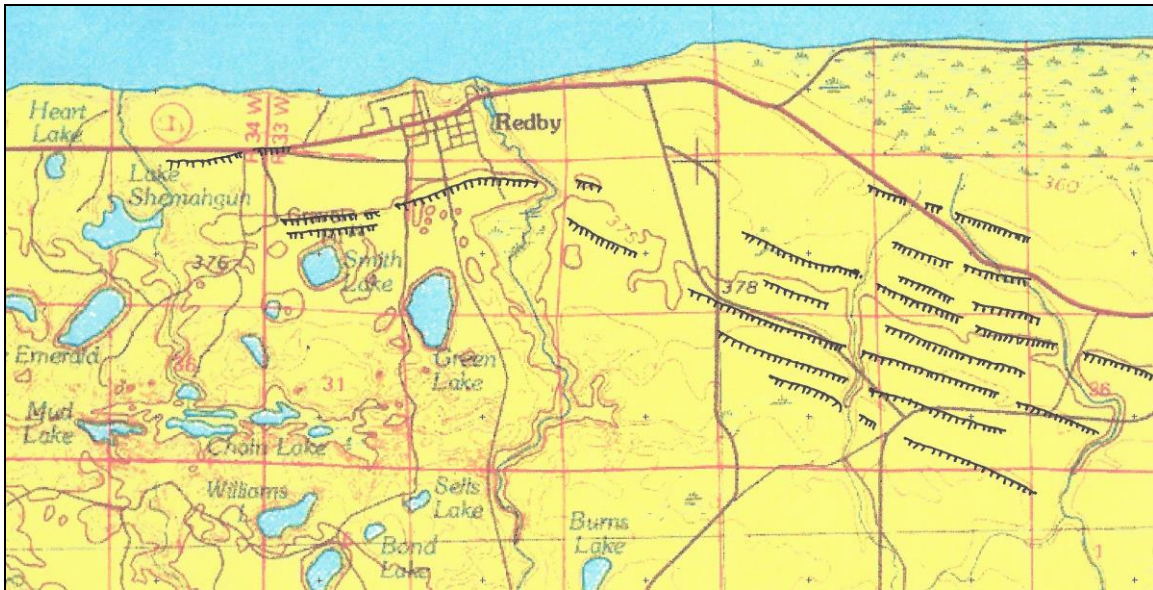 Heart
Lake
Lake
Shemahgun
R 34 W
R 33 W
Redby
360
375
376
Smith
Lake
378
Emerald
36
31
Green
Lake
36
Mud
Lake
Chain Lake
Williams
L
Sells
Lake
Bond
Lake
Burns
Lake
1